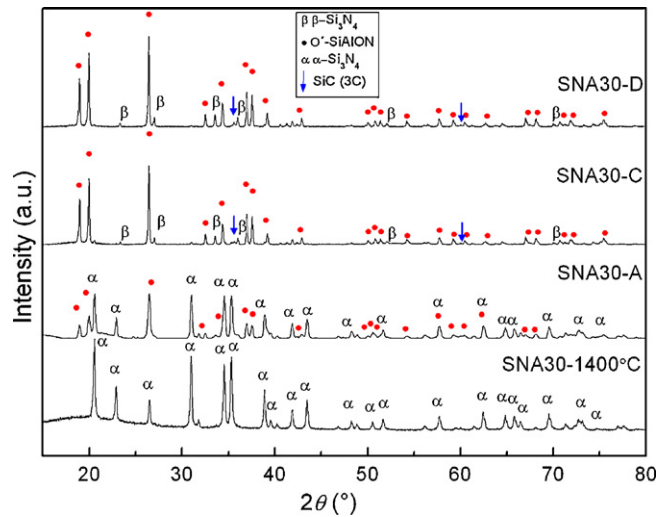 β β–Si₃N₄
• O´-SiAlON
α α–Si₃N₄
SiC (3C)
SNA30-D
β β β β
SNA30-C
β β β β β
SNA30-A
α α α α α α α α α α α α α α
SNA30-1400°C
α α α α α α α α α α α α α α α α α
Intensity (a.u.)
20 30 40 50 60 70 80
2θ (°)